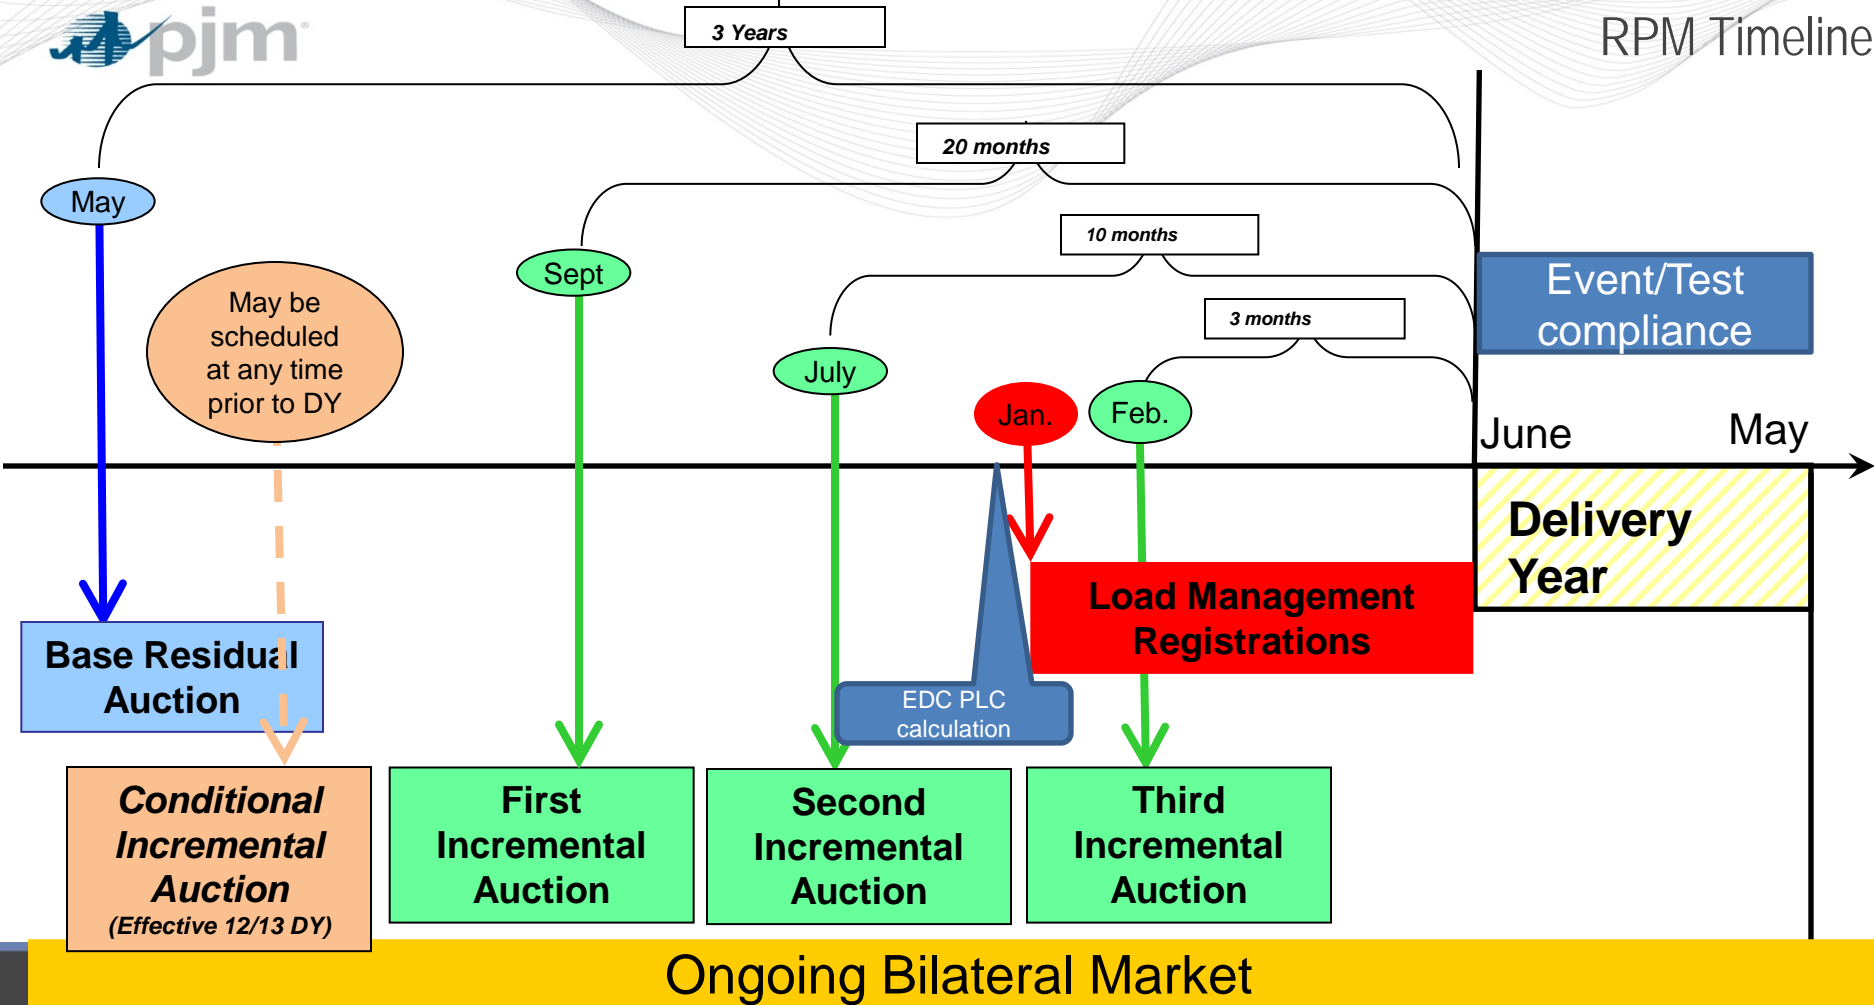 pjm
RPM Timeline
3 Years
20 months
10 months
3 months
May
Sept
July
Jan.
Feb.
May be
scheduled
at any time
prior to DY
Event/Test
compliance
June
May
Delivery
Year
Load Management
Registrations
Base Residual
Auction
EDC PLC
calculation
Conditional
Incremental
Auction
(Effective 12/13 DY)
First
Incremental
Auction
Second
Incremental
Auction
Third
Incremental
Auction
Ongoing Bilateral Market